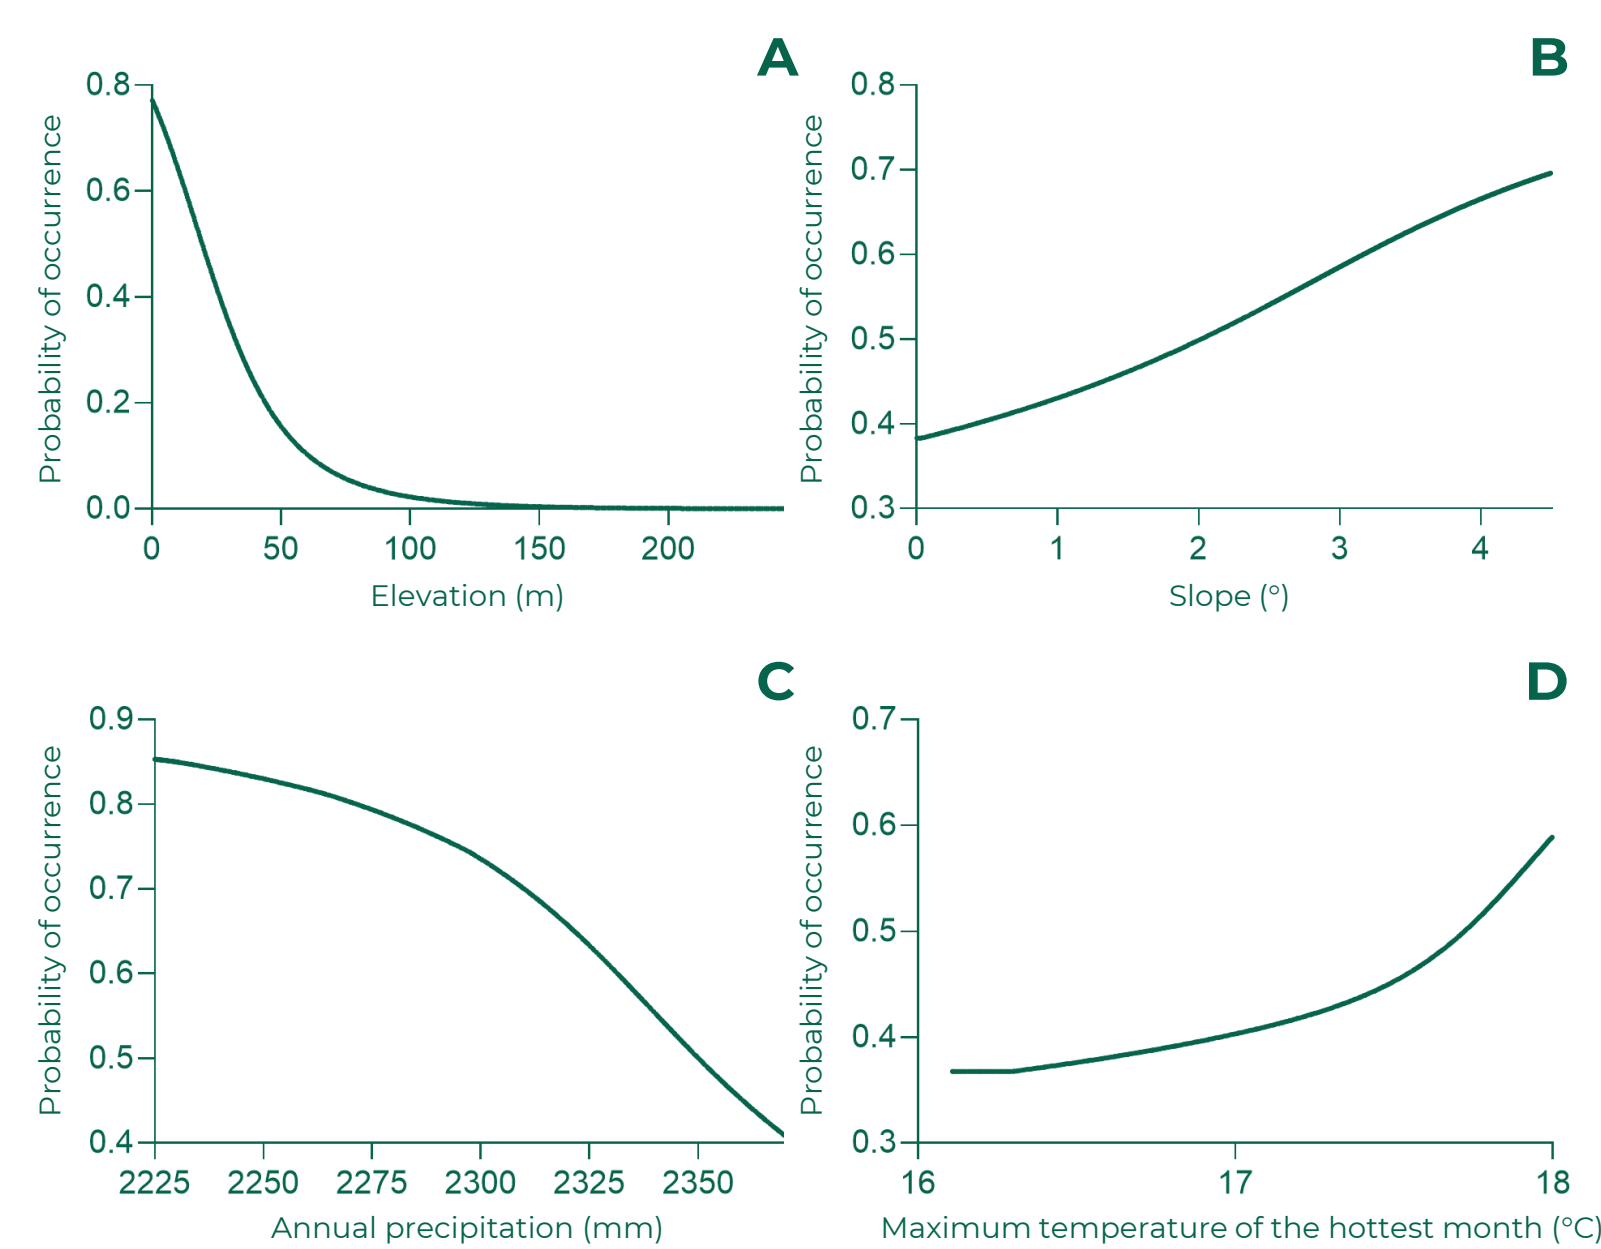 A
Probability of occurrence
0.8
0.6
0.4
0.2
0.0
0 50 100 150 200
Elevation (m)
B
Probability of occurrence
0.8
0.7
0.6
0.5
0.4
0.3
0 1 2 3 4
Slope (°)
C
Probability of occurrence
0.9
0.8
0.7
0.6
0.5
0.4
2225 2250 2275 2300 2325 2350
Annual precipitation (mm)
D
Probability of occurrence
0.7
0.6
0.5
0.4
0.3
16 17 18
Maximum temperature of the hottest month (°C)